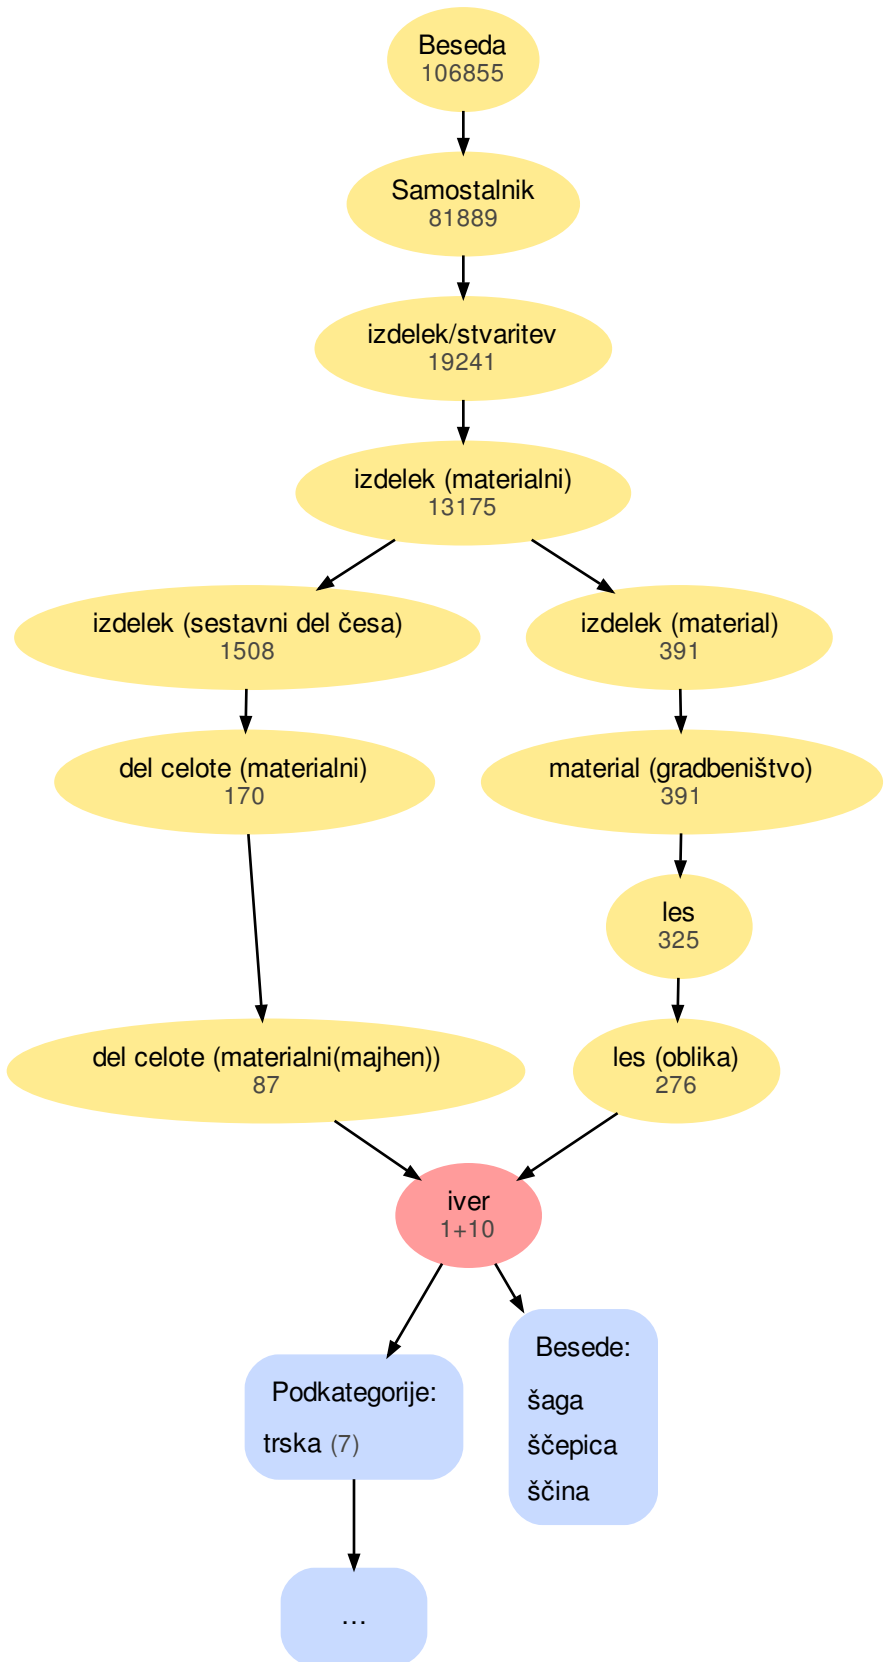 Beseda
106855
Samostalnik
81889
izdelek/stvaritev
19241
izdelek (materialni)
13175
izdelek (sestavni del česa)
1508
izdelek (material)
391
del celote (materialni)
170
material (gradbeništvo)
391
les
325
del celote (materialni(majhen))
87
les (oblika)
276
iver
1+10
Podkategorije:
trska (7)
Besede:
šaga
ščepica
ščina
...